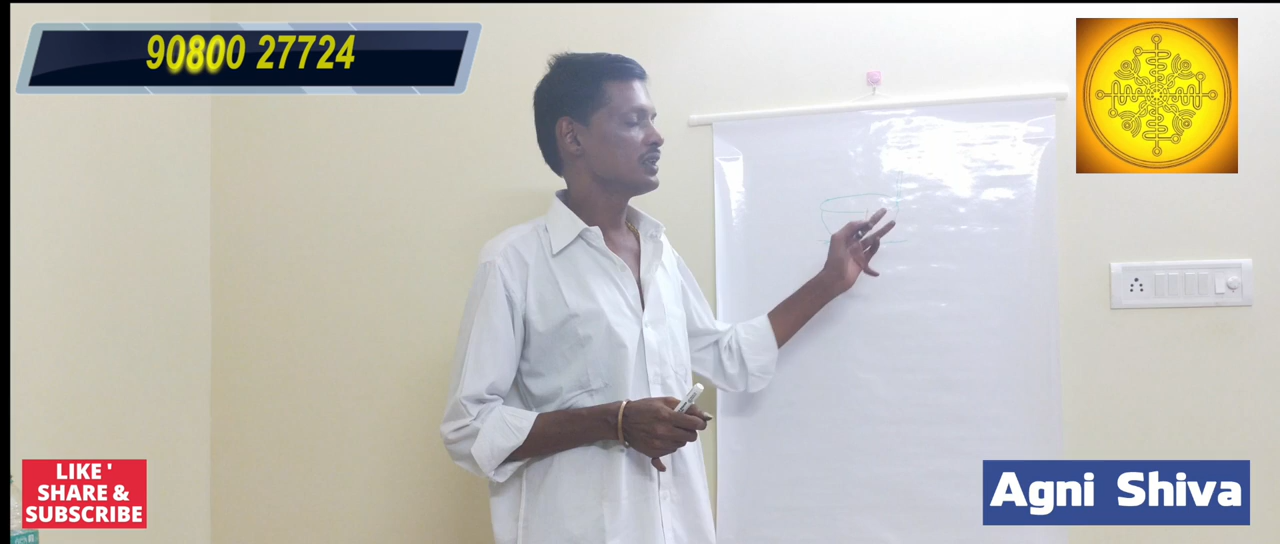 90800 27724
LIKE '
SHARE &
SUBSCRIBE
Agni Shiva